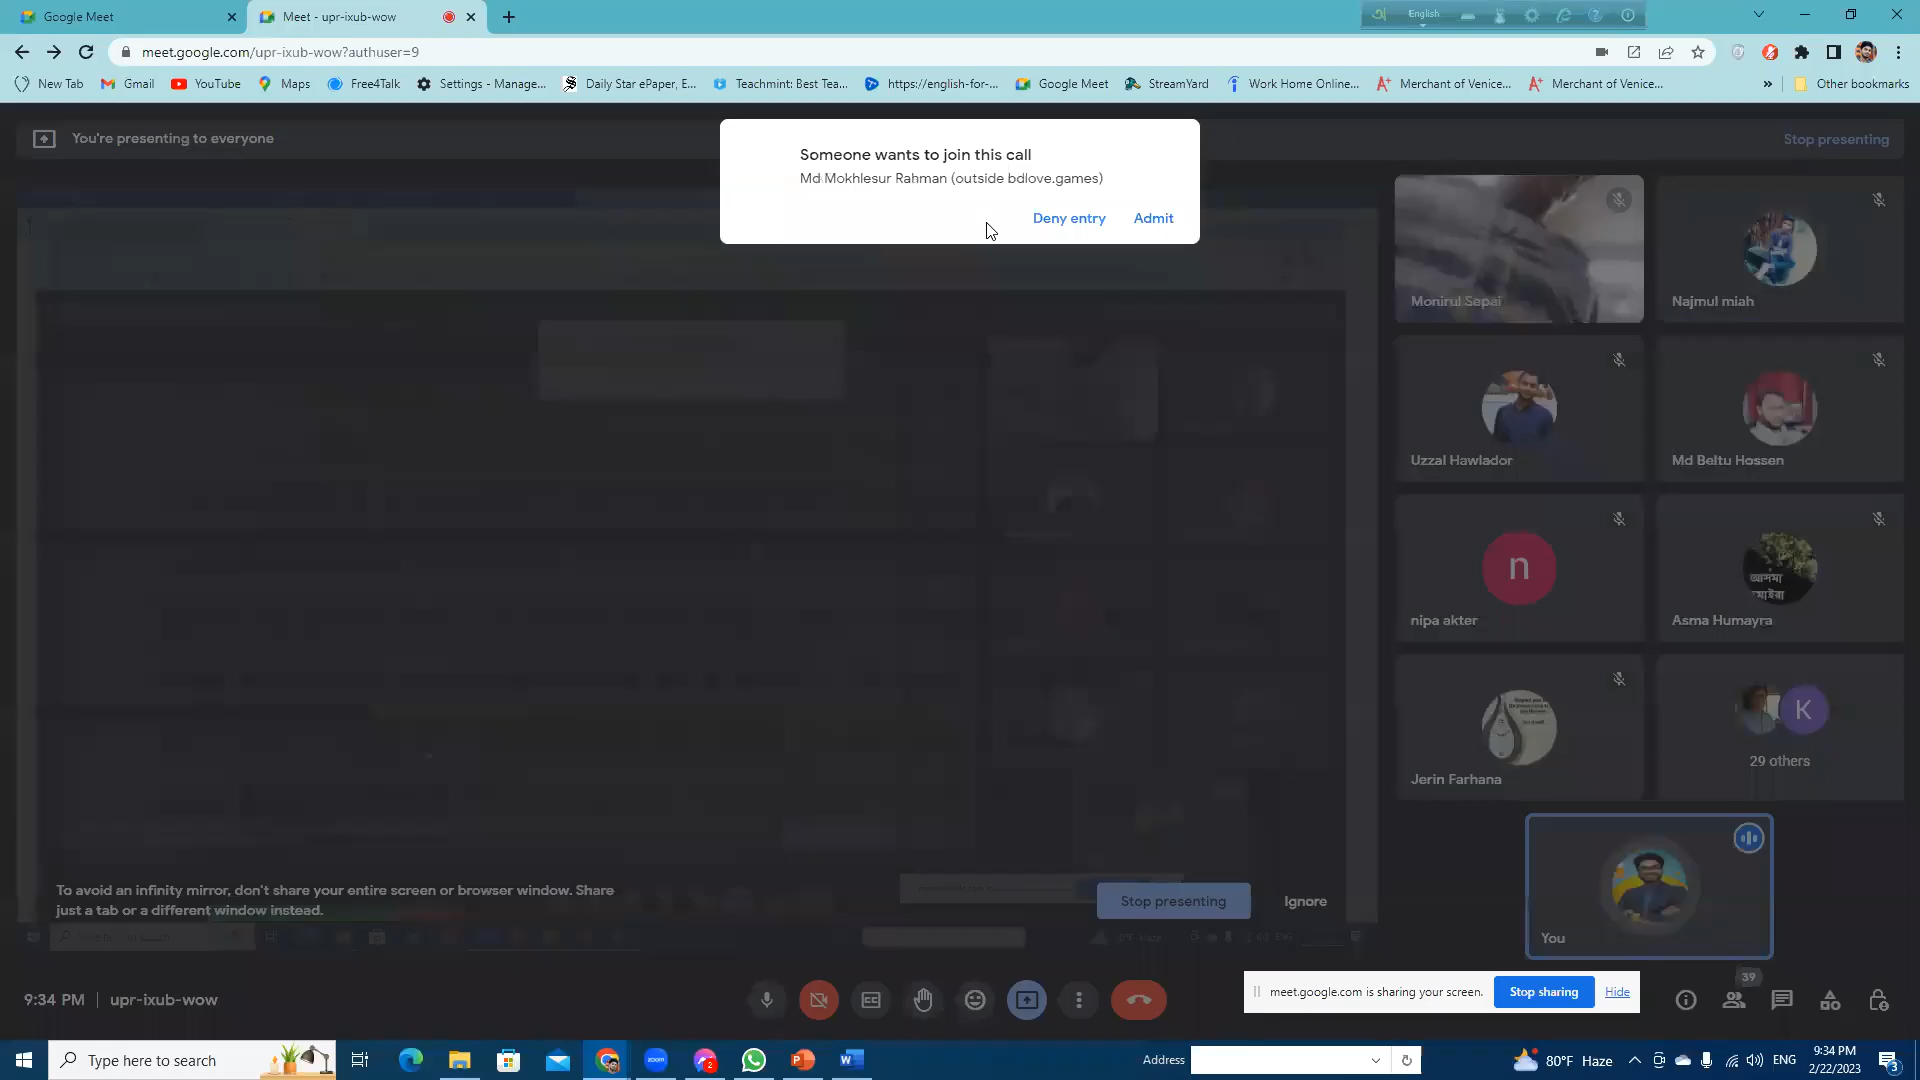 Google Meet
Meet - upr-ixub-wow
English
meet.google.com/upr-ixub-wow?authuser=9
New Tab
Gmail
YouTube
Maps
Free4Talk
Settings - Manage...
Daily Star ePaper, E...
Teachmint: Best Tea...
https://english-for-...
Google Meet
StreamYard
Work Home Online...
Merchant of Venice...
Merchant of Venice...
Other bookmarks
You're presenting to everyone
Stop presenting
Someone wants to join this call
Md Mokhlesur Rahman (outside bdlove.games)
Deny entry
Admit
Monirul Sepai
Najmul miah
Uzzal Hawlador
Md Beltu Hossen
n
nipa akter
আসমা
Asma Humayra
Jerin Farhana
K
29 others
You
To avoid an infinity mirror, don't share your entire screen or browser window. Share
just a tab or a different window instead.
Stop presenting
Ignore
9:34 PM | upr-ixub-wow
meet.google.com is sharing your screen.
Stop sharing
Hide
39
Type here to search
zoom
2
Address
80°F Haze
ENG
9:34 PM
2/22/2023
3